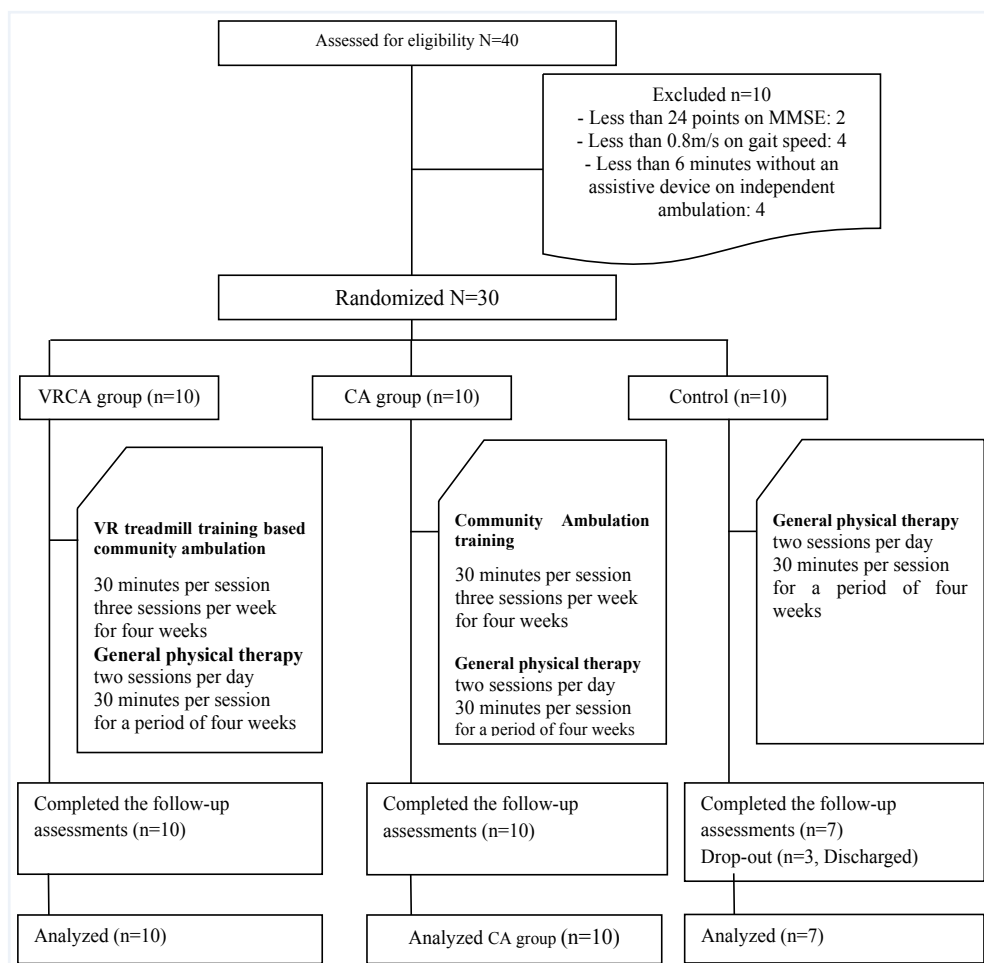 Assessed for eligibility N=40
Excluded n=10
- Less than 24 points on MMSE: 2
- Less than 0.8m/s on gait speed: 4
- Less than 6 minutes without an
assistive device on independent
ambulation: 4
Randomized N=30
VRCA group (n=10)
CA group (n=10)
Control (n=10)
VR treadmill training based
community ambulation
30 minutes per session
three sessions per week
for four weeks
General physical therapy
two sessions per day
30 minutes per session
for a period of four weeks
Community Ambulation
training
30 minutes per session
three sessions per week
for four weeks
General physical therapy
two sessions per day
30 minutes per session
for a period of four weeks
General physical therapy
two sessions per day
30 minutes per session
for a period of four
weeks
Completed the follow-up
assessments (n=10)
Completed the follow-up
assessments (n=10)
Completed the follow-up
assessments (n=7)
Drop-out (n=3, Discharged)
Analyzed (n=10)
Analyzed CA group (n=10)
Analyzed (n=7)